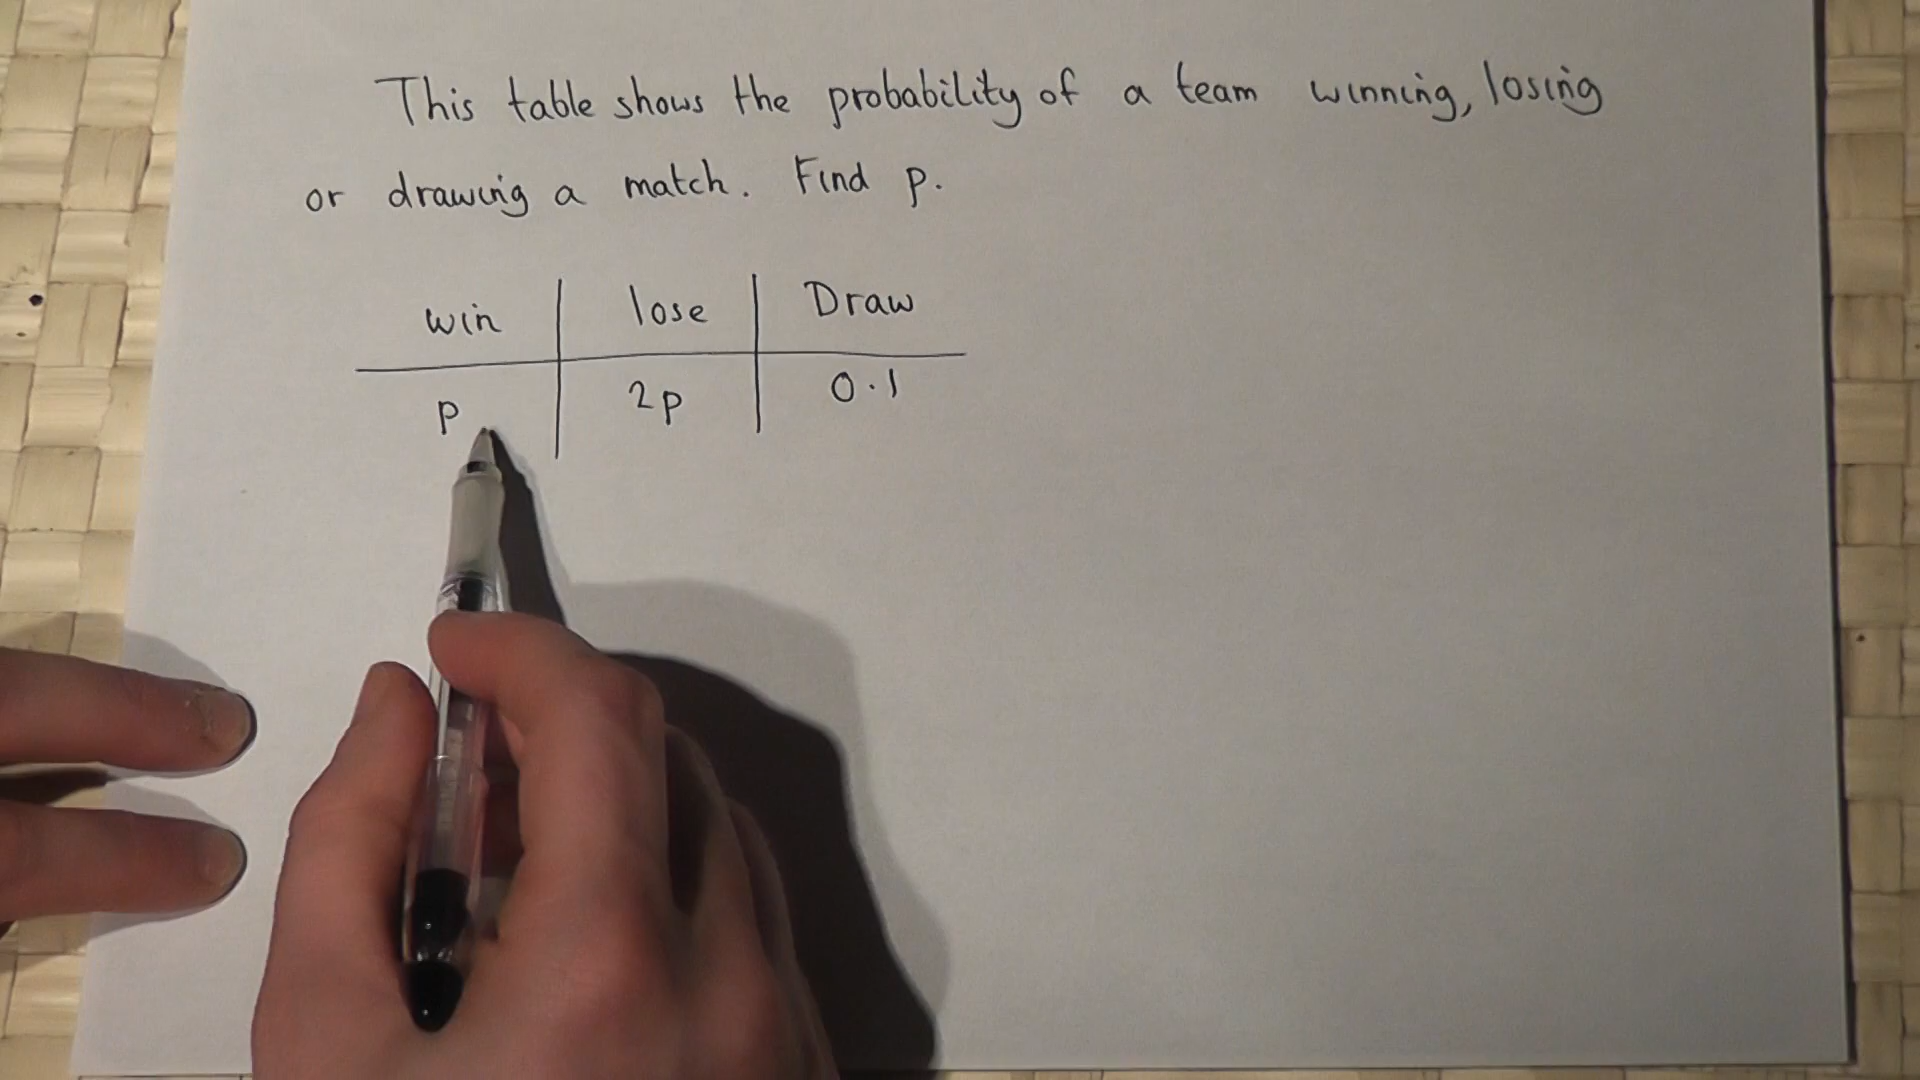 This table shows the probability of a team winning, losing
or drawing a match. Find p.
win lose Draw
p 2p 0.1